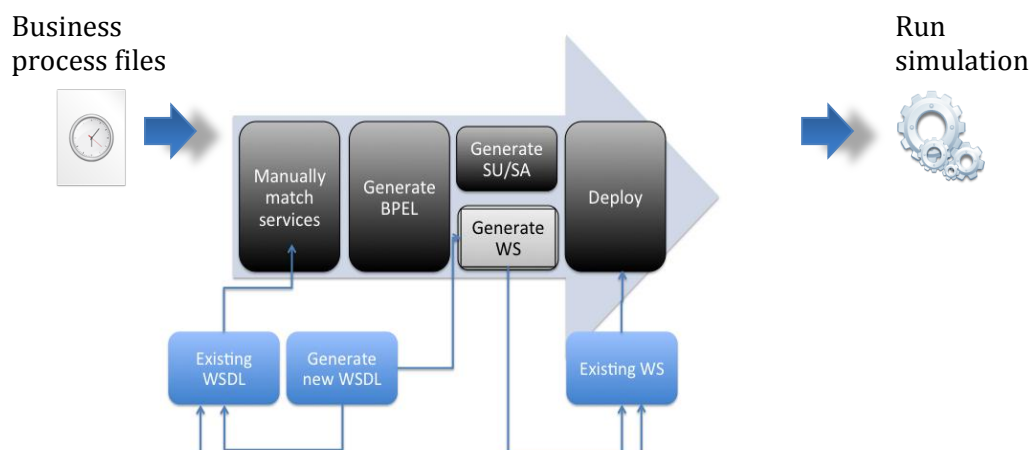 Business
process files
Run
simulation
Manually
match
services
Generate
BPEL
Generate
SU/SA
Generate
WS
Deploy
Existing
WSDL
Generate
new WSDL
Existing WS